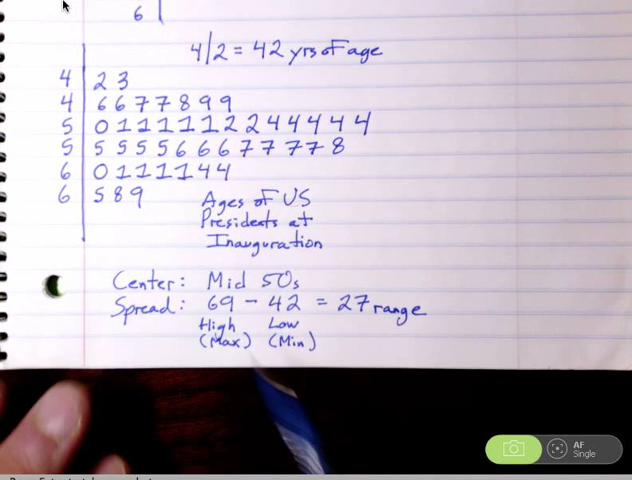 6
4/2 = 42 yrs of age
4 | 2 3
4 | 6 6 7 7 8 9 9
5 | 0 1 1 1 1 1 2 2 4 4 4 4 4
5 | 5 5 5 5 6 6 6 7 7 7 7 8
6 | 0 1 1 1 1 4 4
6 | 5 8 9
Ages of US
Presidents at
Inauguration
Center: Mid 50s
Spread: 69 - 42 = 27 range
High Low
(Max) (Min)
AF
Single